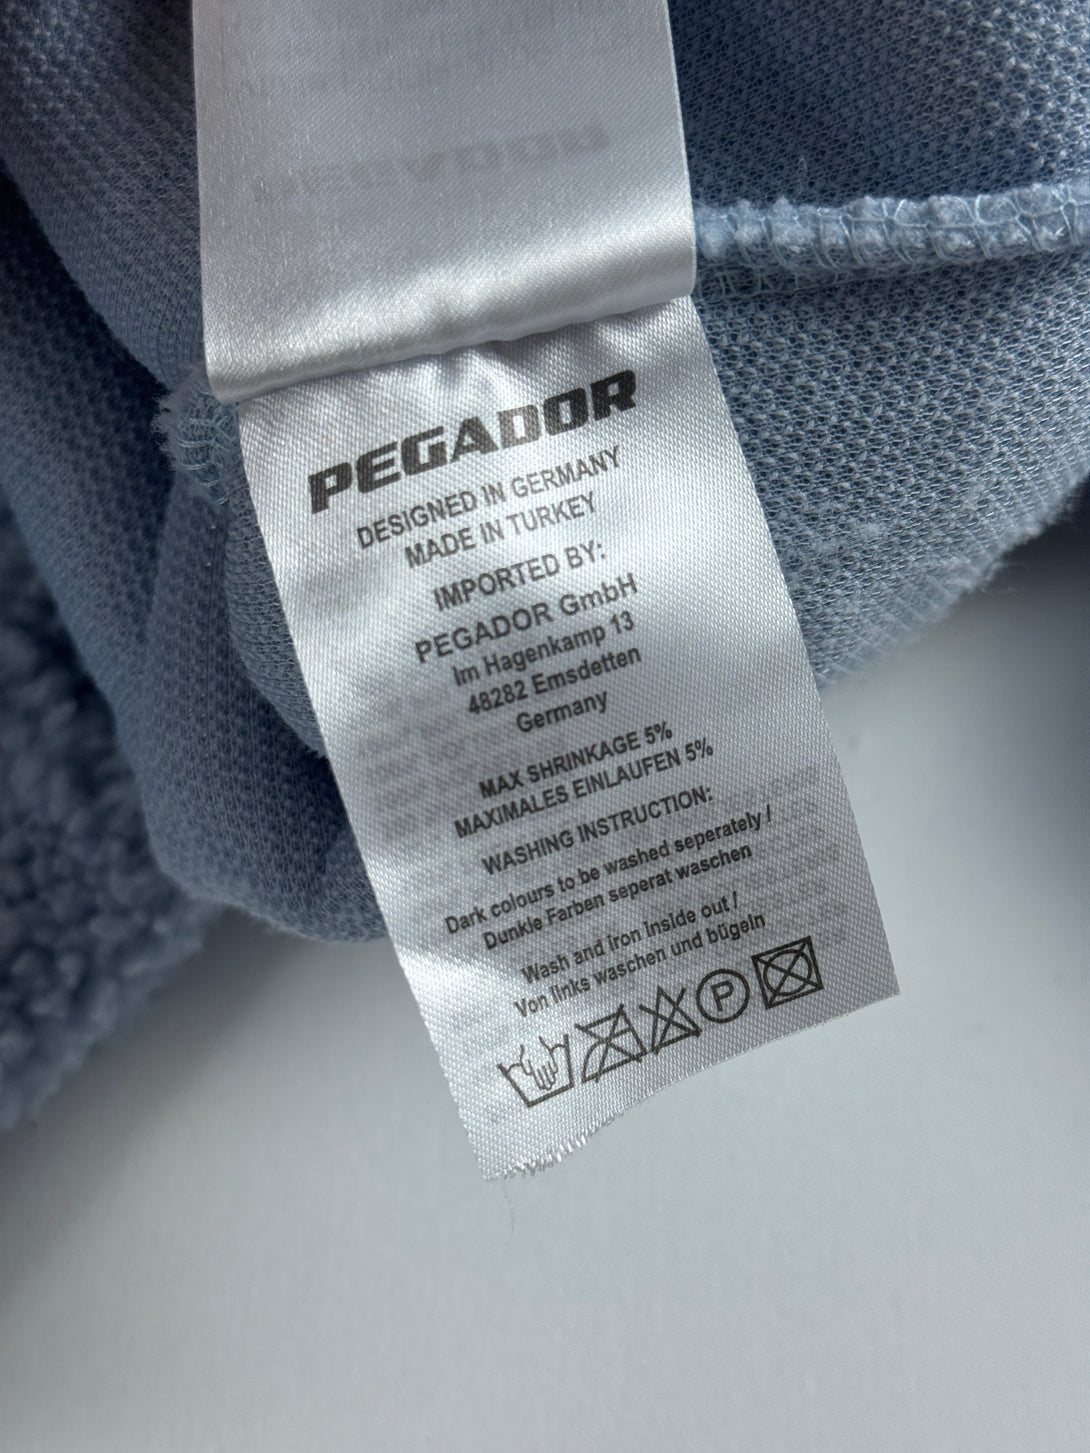 PEGADOR
DESIGNED IN GERMANY
MADE IN TURKEY
IMPORTED BY:
PEGADOR GmbH
Im Hagenkamp 13
48282 Emsdetten
Germany
MAX SHRINKAGE 5%
MAXIMALES EINLAUFEN 5%
WASHING INSTRUCTION:
Dark colours to be washed seperately /
Dunkle Farben seperat waschen
Wash and iron inside out /
Von links waschen und bügeln
P